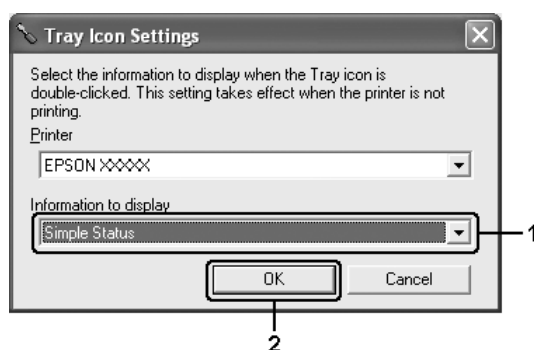 Tray Icon Settings
Select the information to display when the Tray icon is
double-clicked. This setting takes effect when the printer is not
printing.
Printer
EPSON XXXXX
Information to display
Simple Status
1
OK Cancel
2